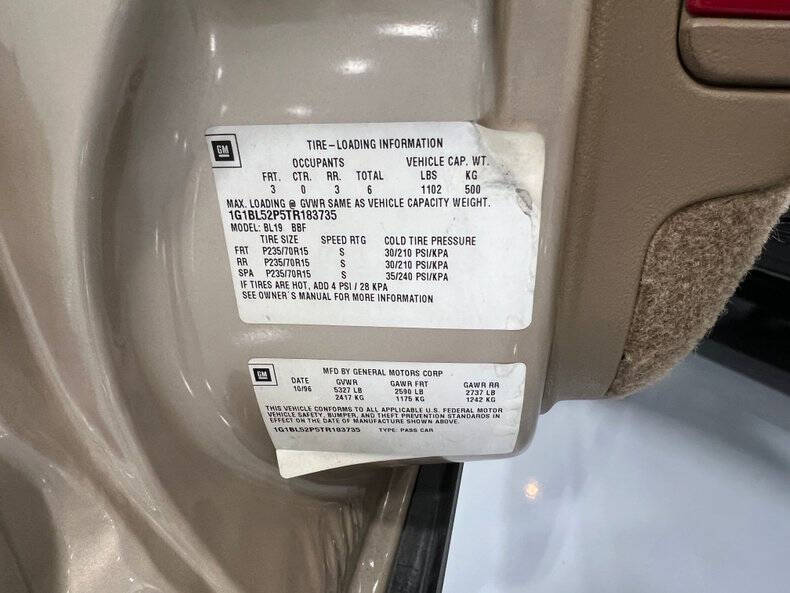 GM
TIRE-LOADING INFORMATION
OCCUPANTS VEHICLE CAP. WT.
FRT. CTR. RR. TOTAL LBS KG
3 0 3 6 1102 500
MAX. LOADING @ GVWR SAME AS VEHICLE CAPACITY WEIGHT.
1G1BL52P5TR183735
MODEL: BL19 BBF
TIRE SIZE SPEED RTG COLD TIRE PRESSURE
FRT P235/70R15 S 30/210 PSI/KPA
RR P235/70R15 S 30/210 PSI/KPA
SPA P235/70R15 S 35/240 PSI/KPA
IF TIRES ARE HOT, ADD 4 PSI / 28 KPA
SEE OWNER'S MANUAL FOR MORE INFORMATION
GM
MFD BY GENERAL MOTORS CORP
DATE GVWR GAWR FRT GAWR RR
10/96 5327 LB 2590 LB 2737 LB
2417 KG 1175 KG 1242 KG
THIS VEHICLE CONFORMS TO ALL APPLICABLE U.S. FEDERAL MOTOR
VEHICLE SAFETY, BUMPER, AND THEFT PREVENTION STANDARDS IN
EFFECT ON THE DATE OF MANUFACTURE SHOWN ABOVE.
1G1BL52P5TR183735 TYPE: PASS CAR